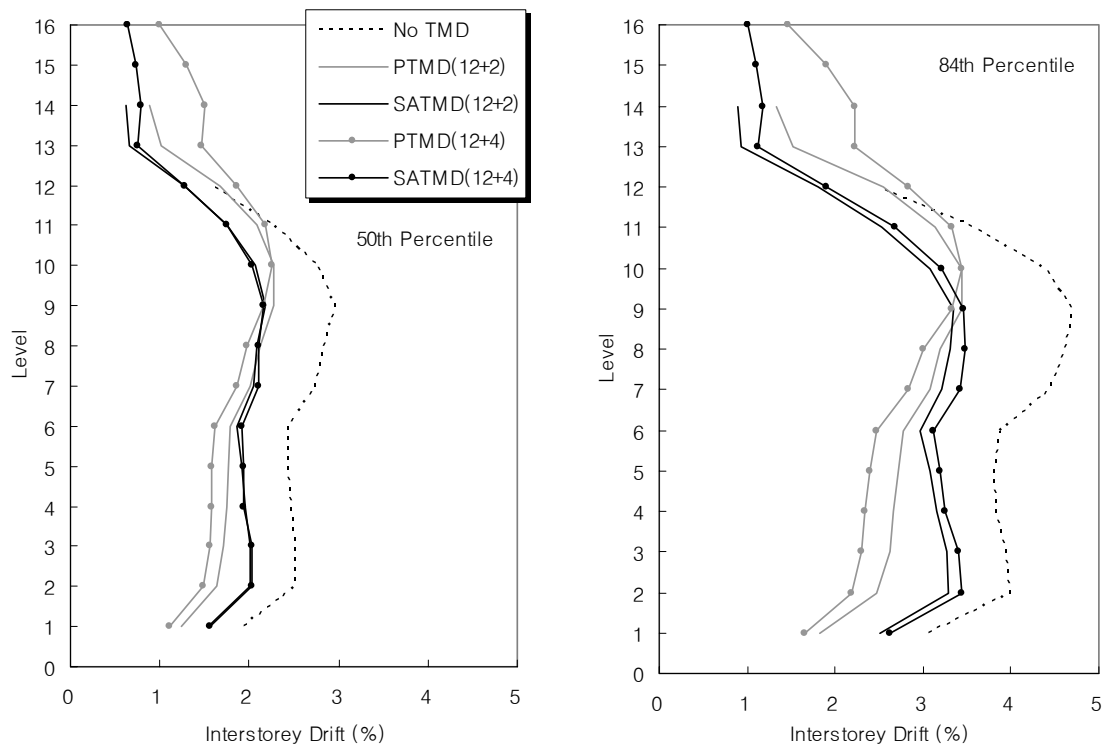 16
15
14
13
12
11
10
9
8
7
6
5
4
3
2
1
0
Level
0 1 2 3 4 5
Interstorey Drift (%)
No TMD
PTMD(12+2)
SATMD(12+2)
PTMD(12+4)
SATMD(12+4)
50th Percentile
16
15
14
13
12
11
10
9
8
7
6
5
4
3
2
1
0
Level
0 1 2 3 4 5
Interstorey Drift (%)
84th Percentile